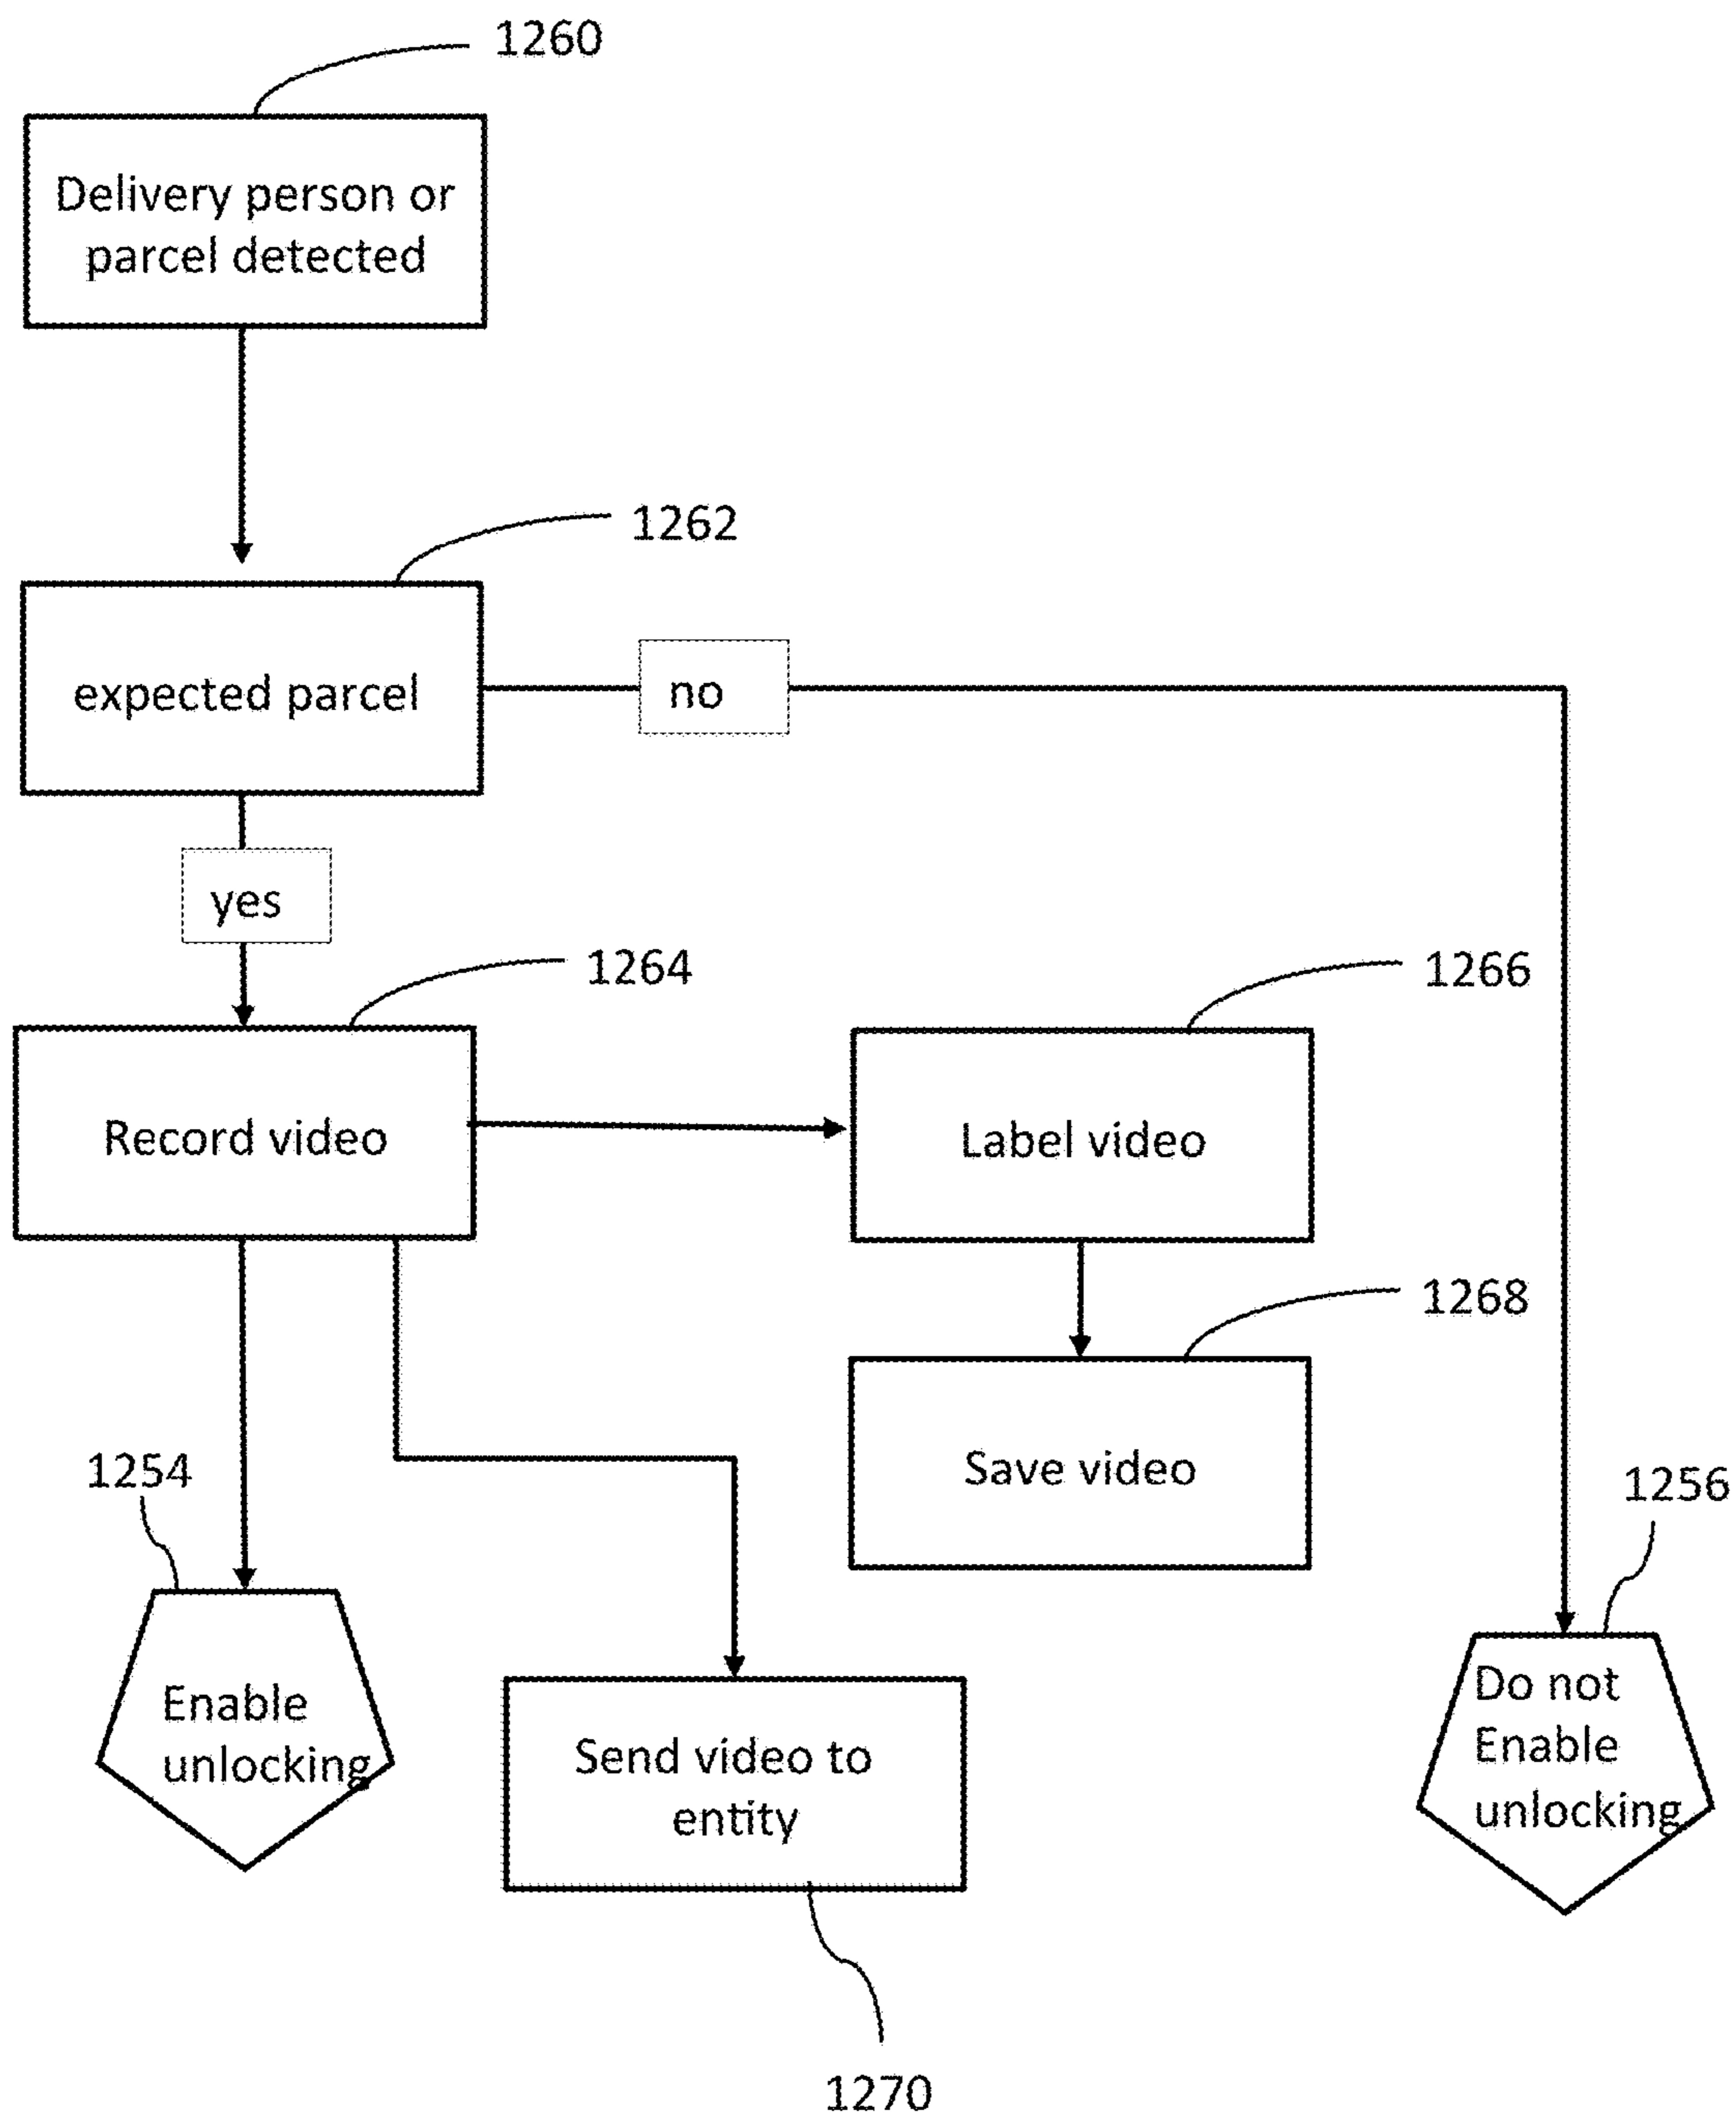 1260
Delivery person or
parcel detected
1262
expected parcel
no
yes
1264
1266
Record video
Label video
1268
Save video
1254
1256
Enable
unlocking
Do not
Enable
unlocking
Send video to
entity
1270